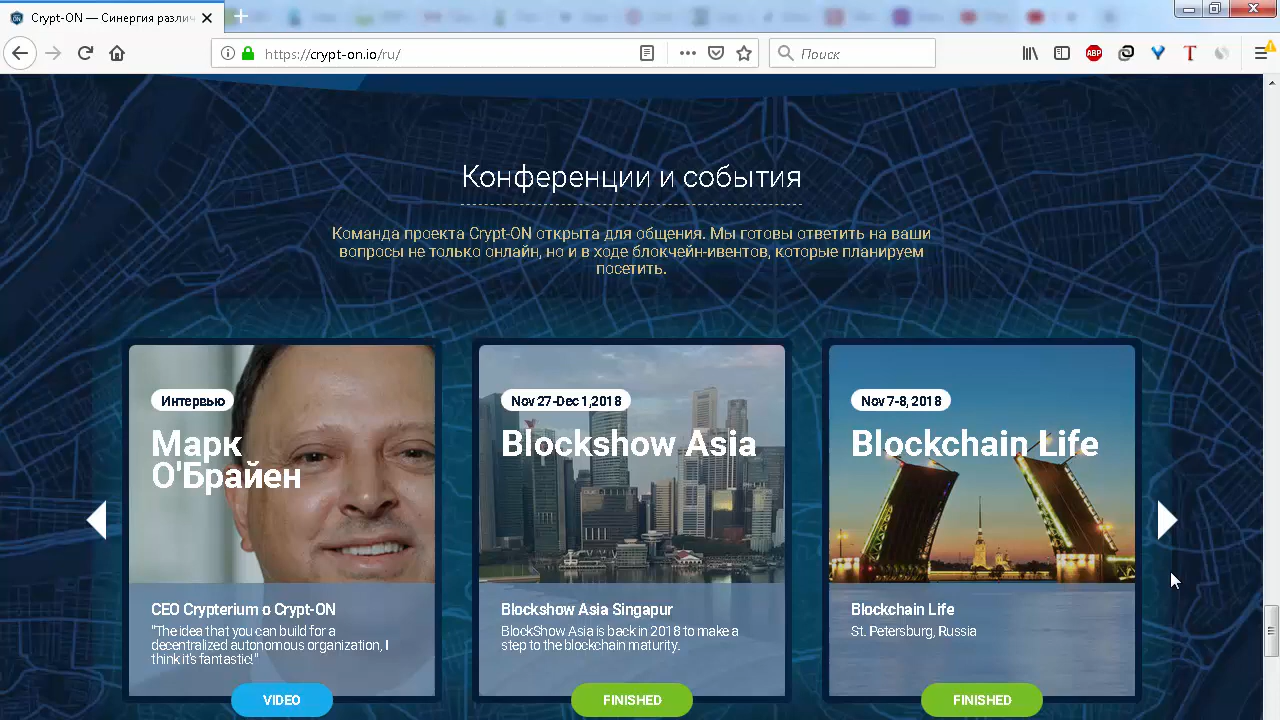 Crypt-ON — Синергия различ
https://crypt-on.io/ru/
Поиск
ABP
T
Конференции и события
Команда проекта Crypt-ON открыта для общения. Мы готовы ответить на ваши
вопросы не только онлайн, но и в ходе блокчейн-ивентов, которые планируем
посетить.
Интервью
Марк
О'Брайен
CEO Crypterium о Crypt-ON
"The idea that you can build for a
decentralized autonomous organization, I
think it's fantastic!"
VIDEO
Nov 27-Dec 1,2018
Blockshow Asia
Blockshow Asia Singapur
BlockShow Asia is back in 2018 to make a
step to the blockchain maturity.
FINISHED
Nov 7-8, 2018
Blockchain Life
Blockchain Life
St. Petersburg, Russia
FINISHED